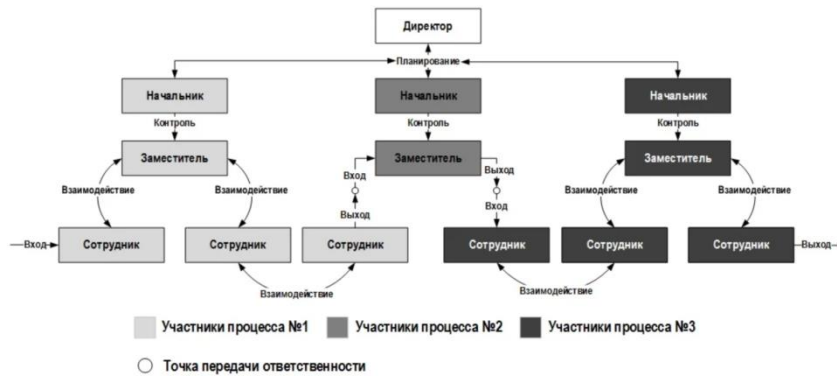 Директор
Планирование
Начальник
Начальник
Начальник
Контроль
Контроль
Контроль
Заместитель
Заместитель
Заместитель
Взаимодействие
Взаимодействие
Вход
Выход
Взаимодействие
Взаимодействие
Выход
Вход
Вход
Сотрудник
Сотрудник
Сотрудник
Сотрудник
Сотрудник
Сотрудник
Выход
Взаимодействие
Взаимодействие
Участники процесса №1
Участники процесса №2
Участники процесса №3
Точка передачи ответственности